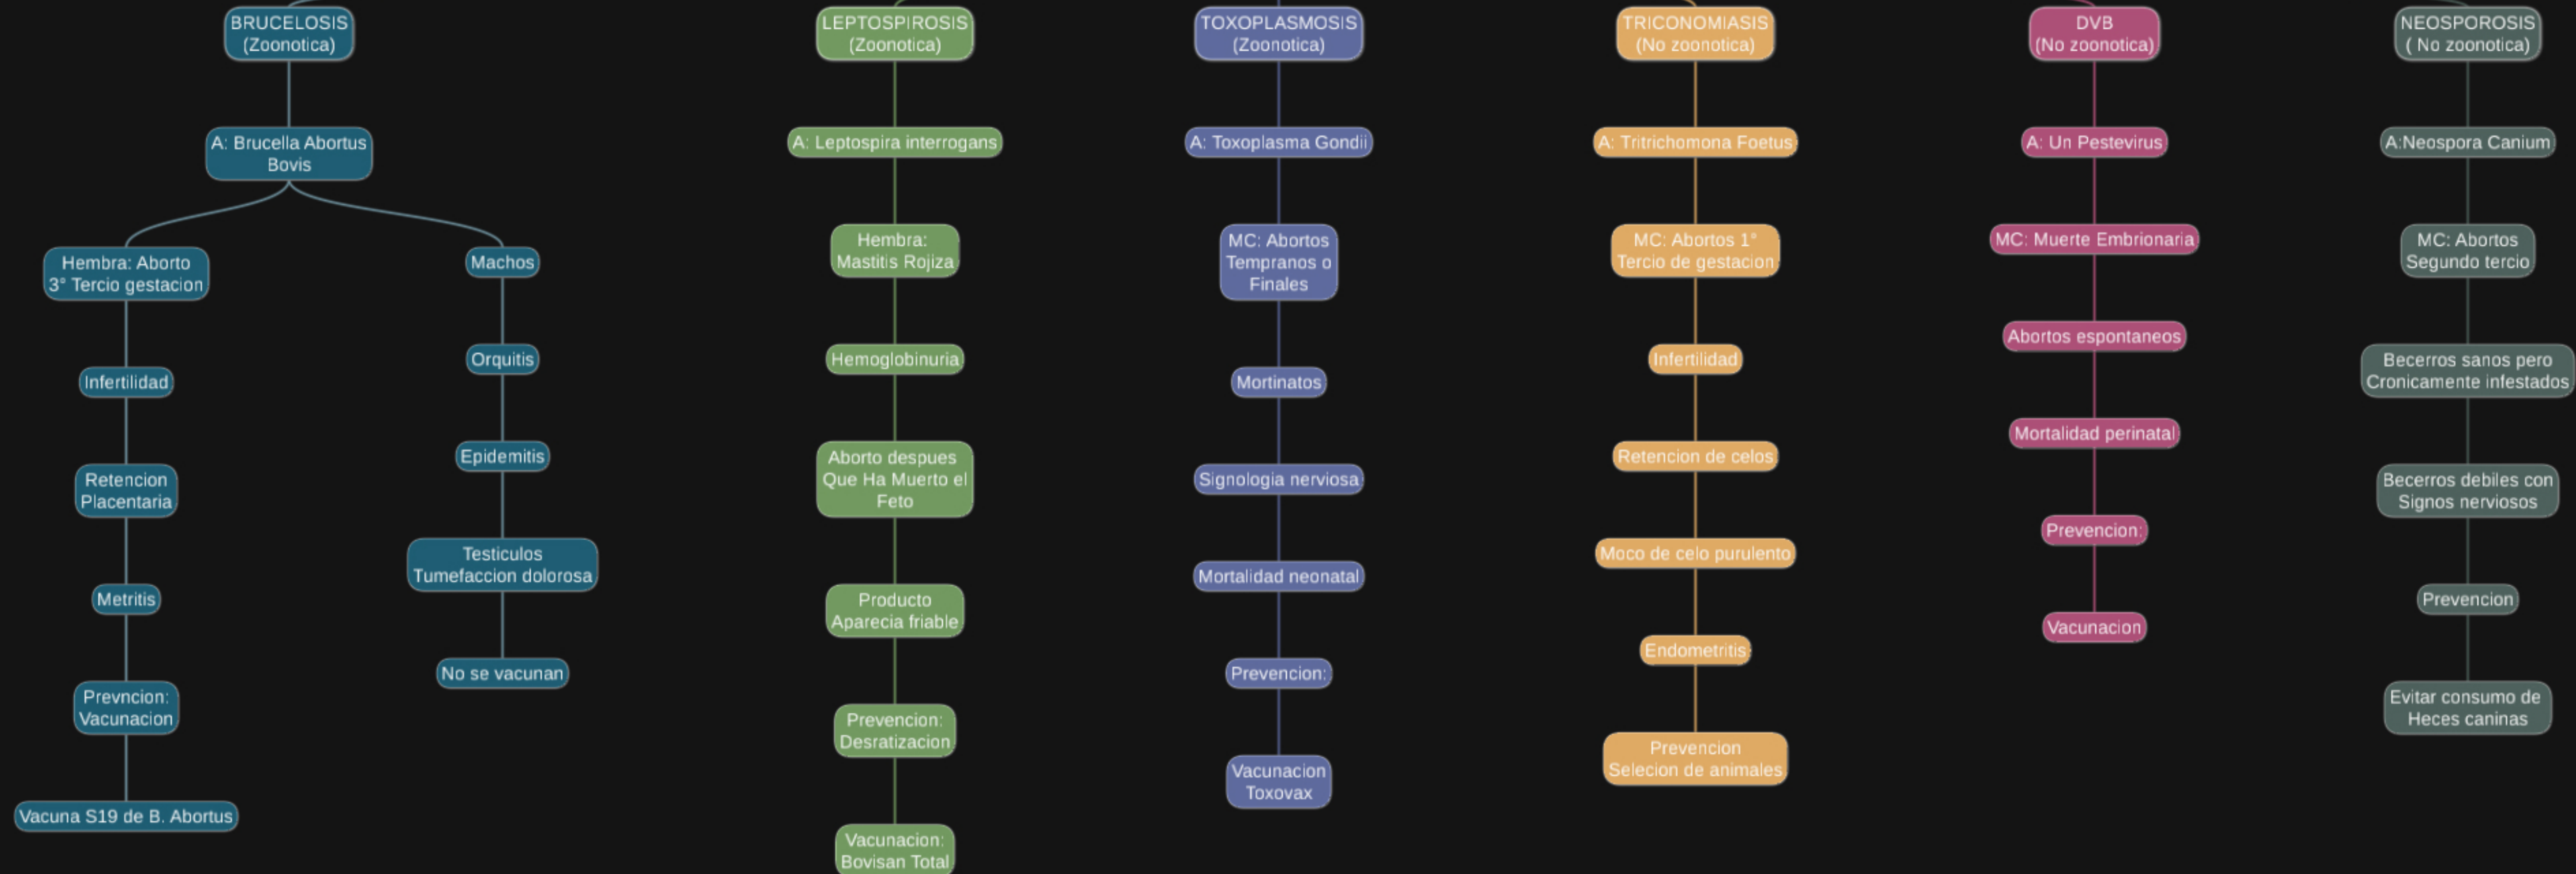 BRUCELOSIS
(Zoonotica)
A: Brucella Abortus
Bovis
Hembra: Aborto
3° Tercio gestacion
Infertilidad
Retencion
Placentaria
Metritis
Prevncion:
Vacunacion
Vacuna S19 de B. Abortus
Machos
Orquitis
Epidemitis
Testiculos
Tumefaccion dolorosa
No se vacunan
LEPTOSPIROSIS
(Zoonotica)
A: Leptospira interrogans
Hembra:
Mastitis Rojiza
Hemoglobinuria
Aborto despues
Que Ha Muerto el
Feto
Producto
Aparecia friable
Prevencion:
Desratizacion
Vacunacion:
Bovisan Total
TOXOPLASMOSIS
(Zoonotica)
A: Toxoplasma Gondii
MC: Abortos
Tempranos o
Finales
Mortinatos
Signologia nerviosa
Mortalidad neonatal
Prevencion:
Vacunacion
Toxovax
TRICONOMIASIS
(No zoonotica)
A: Tritrichomona Foetus
MC: Abortos 1°
Tercio de gestacion
Infertilidad
Retencion de celos
Moco de celo purulento
Endometritis
Prevencion
Selecion de animales
DVB
(No zoonotica)
A: Un Pestevirus
MC: Muerte Embrionaria
Abortos espontaneos
Mortalidad perinatal
Prevencion:
Vacunacion
NEOSPOROSIS
( No zoonotica)
A:Neospora Canium
MC: Abortos
Segundo tercio
Becerros sanos pero
Cronicamente infestados
Becerros debiles con
Signos nerviosos
Prevencion
Evitar consumo de
Heces caninas